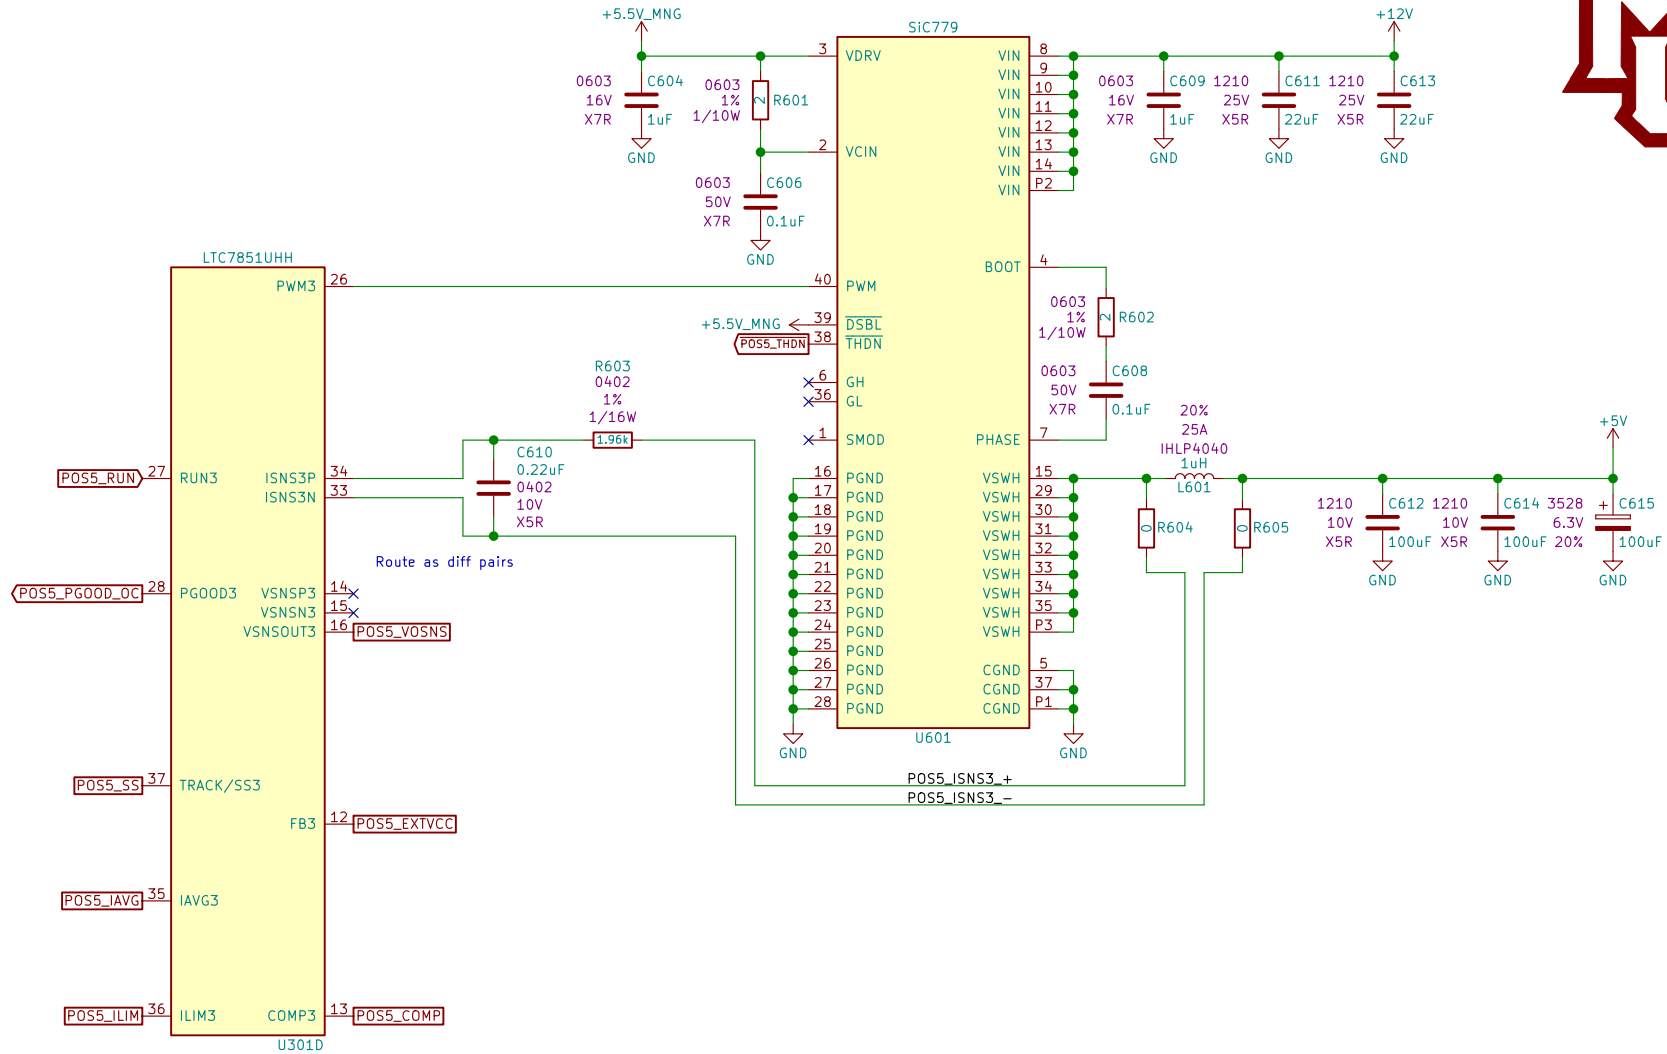 +5.5V_MNG
SiC779
+12V
3 VDRV
VIN 8
VIN 9
VIN 10
VIN 11
VIN 12
VIN 13
VIN 14
VIN P2
0603 C604
16V
X7R 1uF
GND
0603
1% 2 R601
1/10W
2 VCIN
0603 C606
50V
X7R 0.1uF
GND
0603 C609
16V
X7R 1uF
GND
1210 C611
25V
X5R 22uF
GND
1210 C613
25V
X5R 22uF
GND
LTC7851UHH
PWM3 26
40 PWM
+5.5V_MNG 39 DSBL
POS5_THDN 38 THDN
6 GH
36 GL
1 SMOD
BOOT 4
0603
1% 2 R602
1/10W
0603 C608
50V
X7R 0.1uF
PHASE 7
R603
0402
1%
1/16W
1.96k
C610
0.22uF
0402
10V
X5R
20%
25A
IHLP4040
1uH
L601
+5V
POS5_RUN 27 RUN3
ISNS3P 34
ISNS3N 33
16 PGND
17 PGND
18 PGND
19 PGND
20 PGND
21 PGND
22 PGND
23 PGND
24 PGND
25 PGND
26 PGND
27 PGND
28 PGND
GND
VSWH 15
VSWH 29
VSWH 30
VSWH 31
VSWH 32
VSWH 33
VSWH 34
VSWH 35
VSWH P3
CGND 5
CGND 37
CGND P1
GND
U601
0 R604
0 R605
1210 C612
10V
X5R 100uF
GND
1210 C614
10V
X5R 100uF
GND
3528 + C615
6.3V
20% 100uF
GND
Route as diff pairs
POS5_PGOOD_OC 28 PGOOD3
VSNSP3 14
VSNSN3 15
VSNSOUT3 16 POS5_VOSNS
POS5_SS 37 TRACK/SS3
POS5_ISNS3_+
POS5_ISNS3_-
FB3 12 POS5_EXTVCC
POS5_IAVG 35 IAVG3
POS5_ILIM 36 ILIM3
COMP3 13 POS5_COMP
U301D